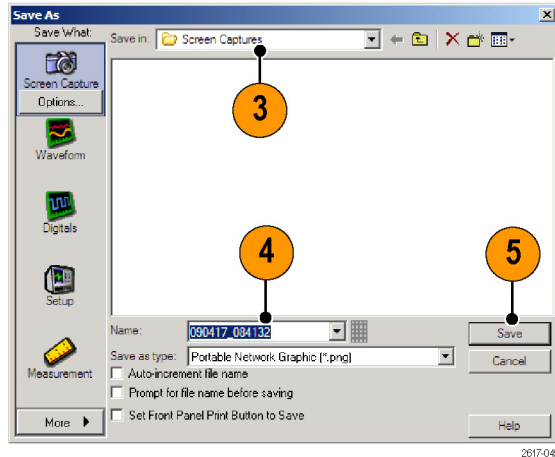 Save As
Save What:
Save in: Screen Captures
Screen Capture
Options...
3
Waveform
Digitals
4
5
Setup
Name: 090417_084132
Save
Save as type: Portable Network Graphic (*.png)
Cancel
Measurement
Auto-increment file name
Prompt for file name before saving
Set Front Panel Print Button to Save
More
Help
2617-04